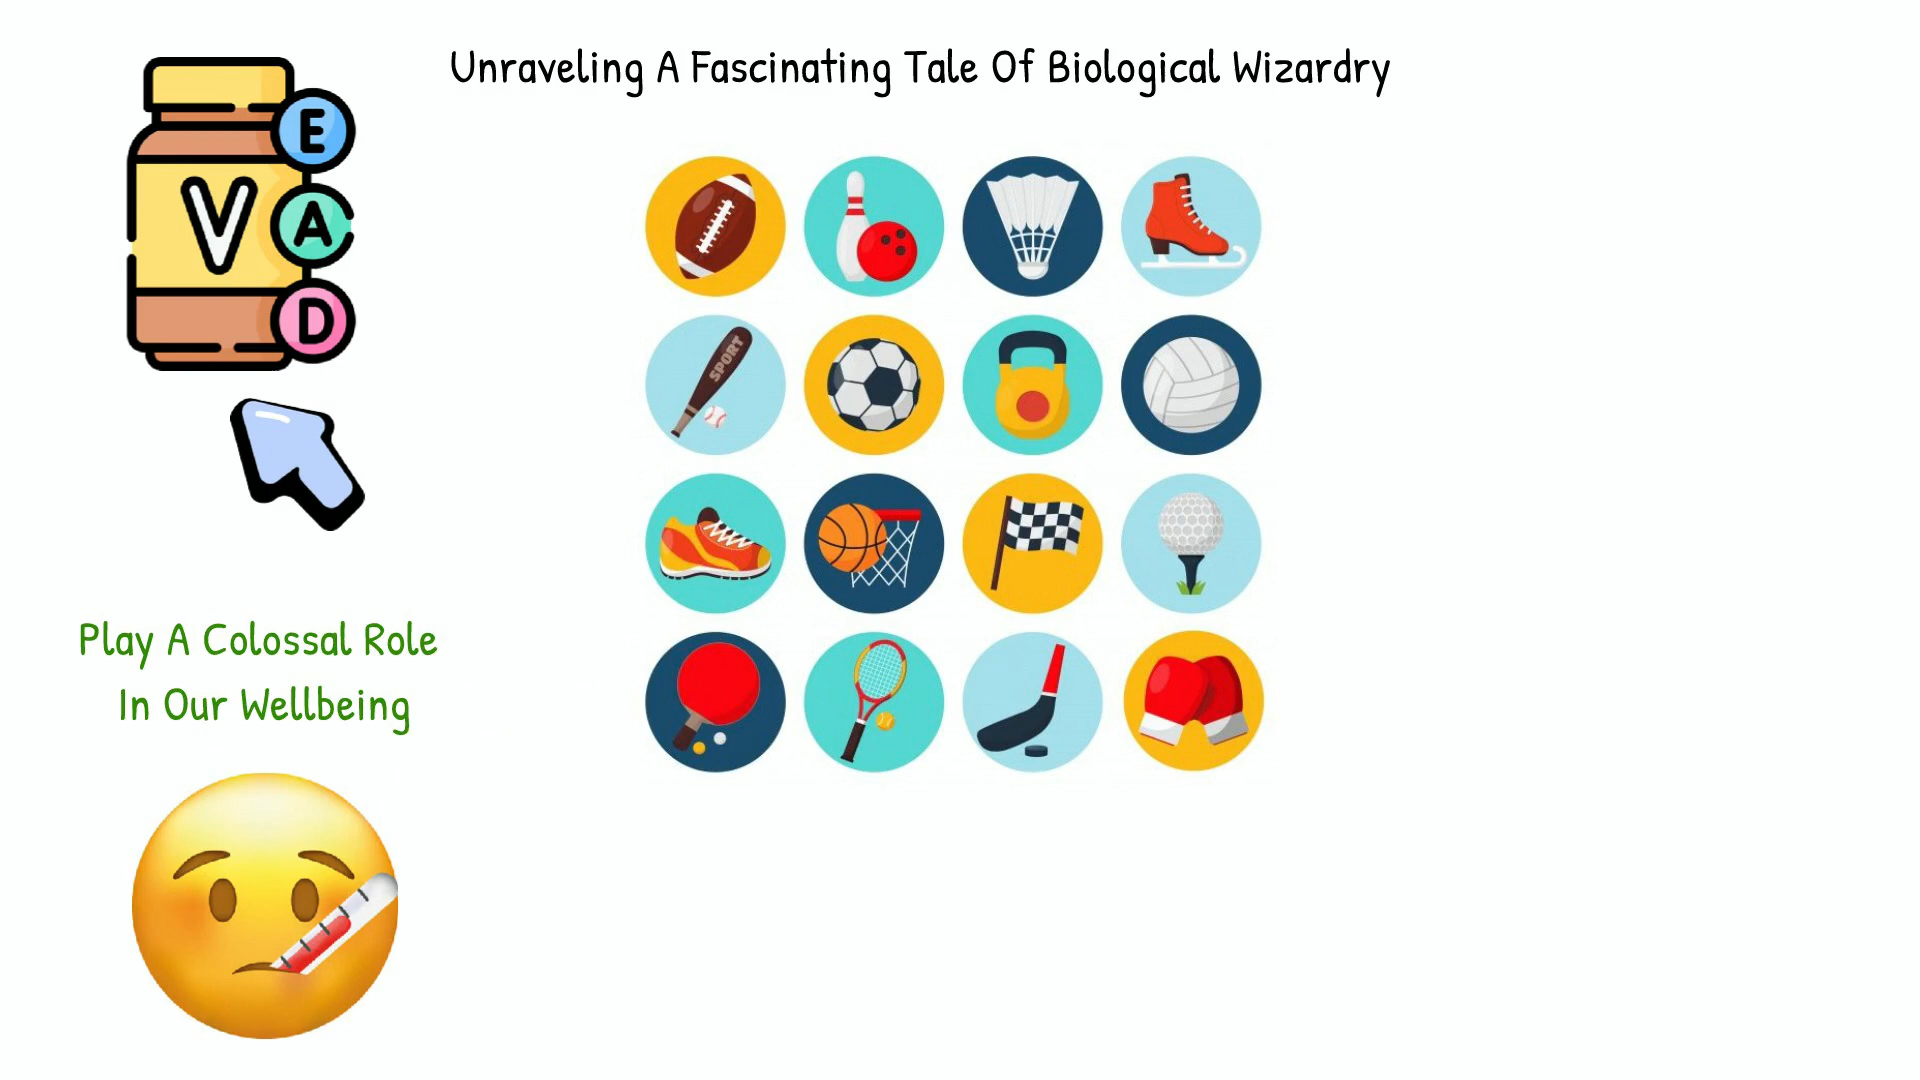 Unraveling A Fascinating Tale Of Biological Wizardry
E
V
A
D
SPORT
Play A Colossal Role
In Our Wellbeing